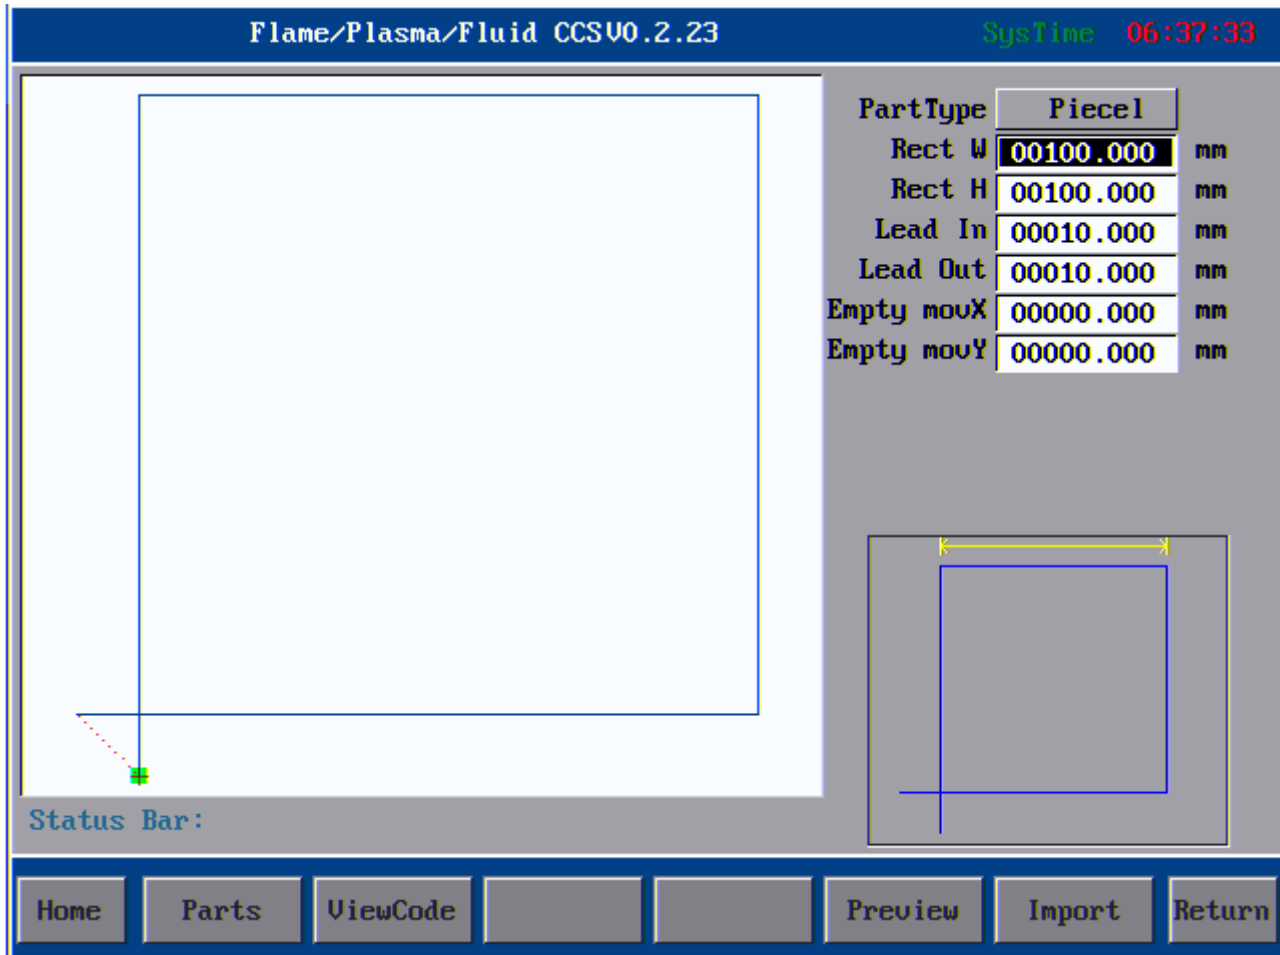 Flame/Plasma/Fluid CCSV0.2.23 SysTime 06:37:33
PartType Piece1
Rect W 00100.000 mm
Rect H 00100.000 mm
Lead In 00010.000 mm
Lead Out 00010.000 mm
Empty movX 00000.000 mm
Empty movY 00000.000 mm
Status Bar:
Home Parts ViewCode Preview Import Return